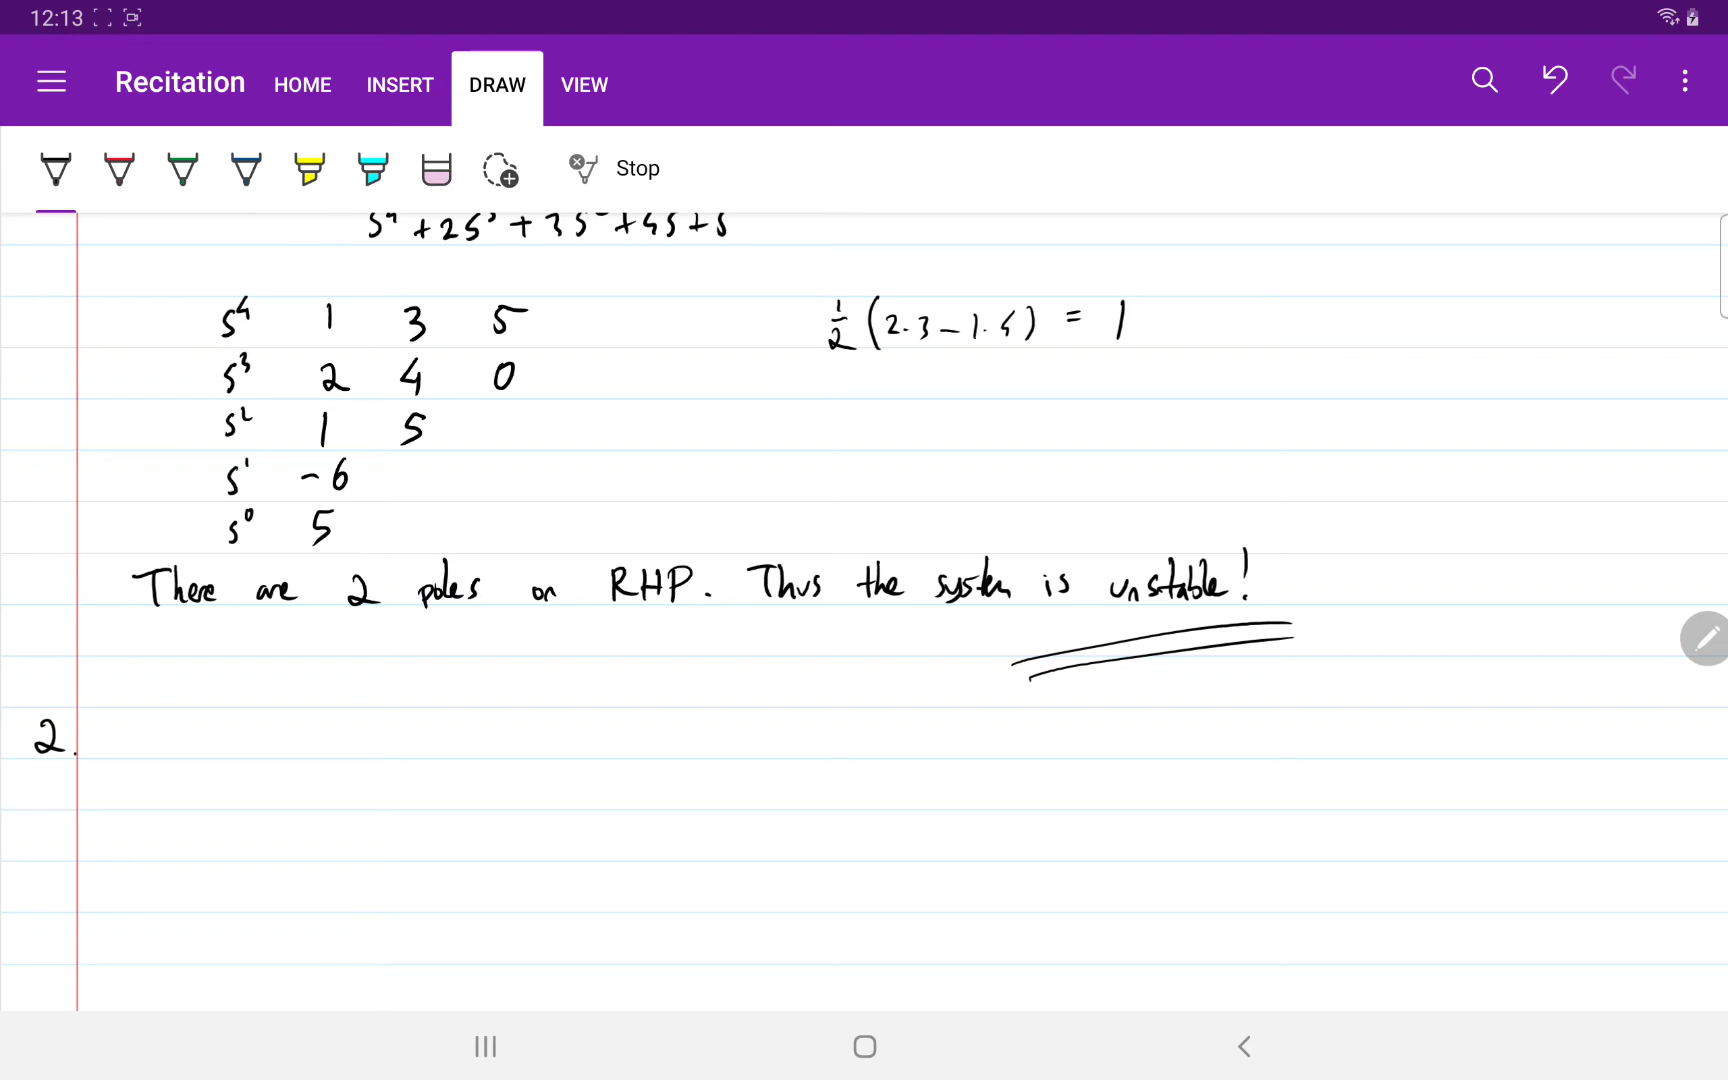 12:13
Recitation HOME INSERT DRAW VIEW
Stop
s⁴ + 2s³ + 3s² + 4s + 5
s⁴ 1 3 5
½ (2·3 − 1·4) = 1
s³ 2 4 0
s² 1 5
s¹ -6
s⁰ 5
There are 2 poles on RHP. Thus the system is unstable!
2.